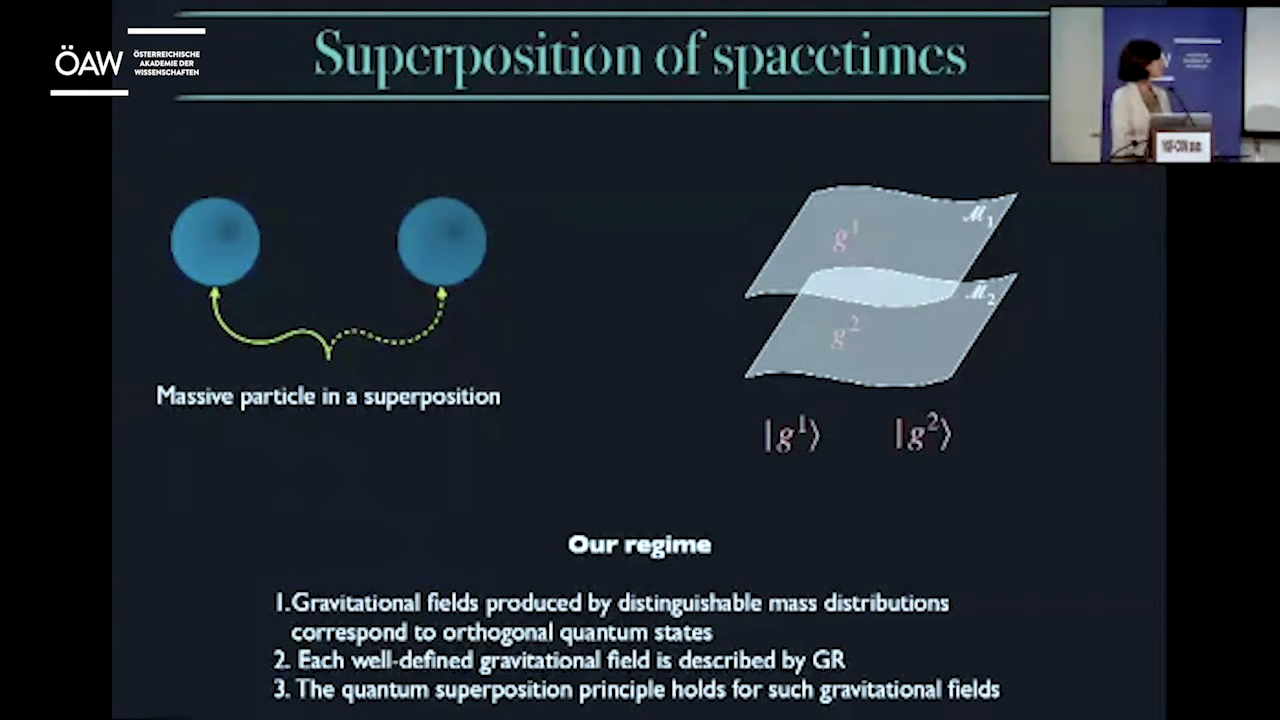 ÖAW
ÖSTERREICHISCHE
AKADEMIE DER
WISSENSCHAFTEN
Superposition of spacetimes
g¹
ℳ₁
g²
ℳ₂
Massive particle in a superposition
|g¹⟩ |g²⟩
Our regime
1. Gravitational fields produced by distinguishable mass distributions
correspond to orthogonal quantum states
2. Each well-defined gravitational field is described by GR
3. The quantum superposition principle holds for such gravitational fields